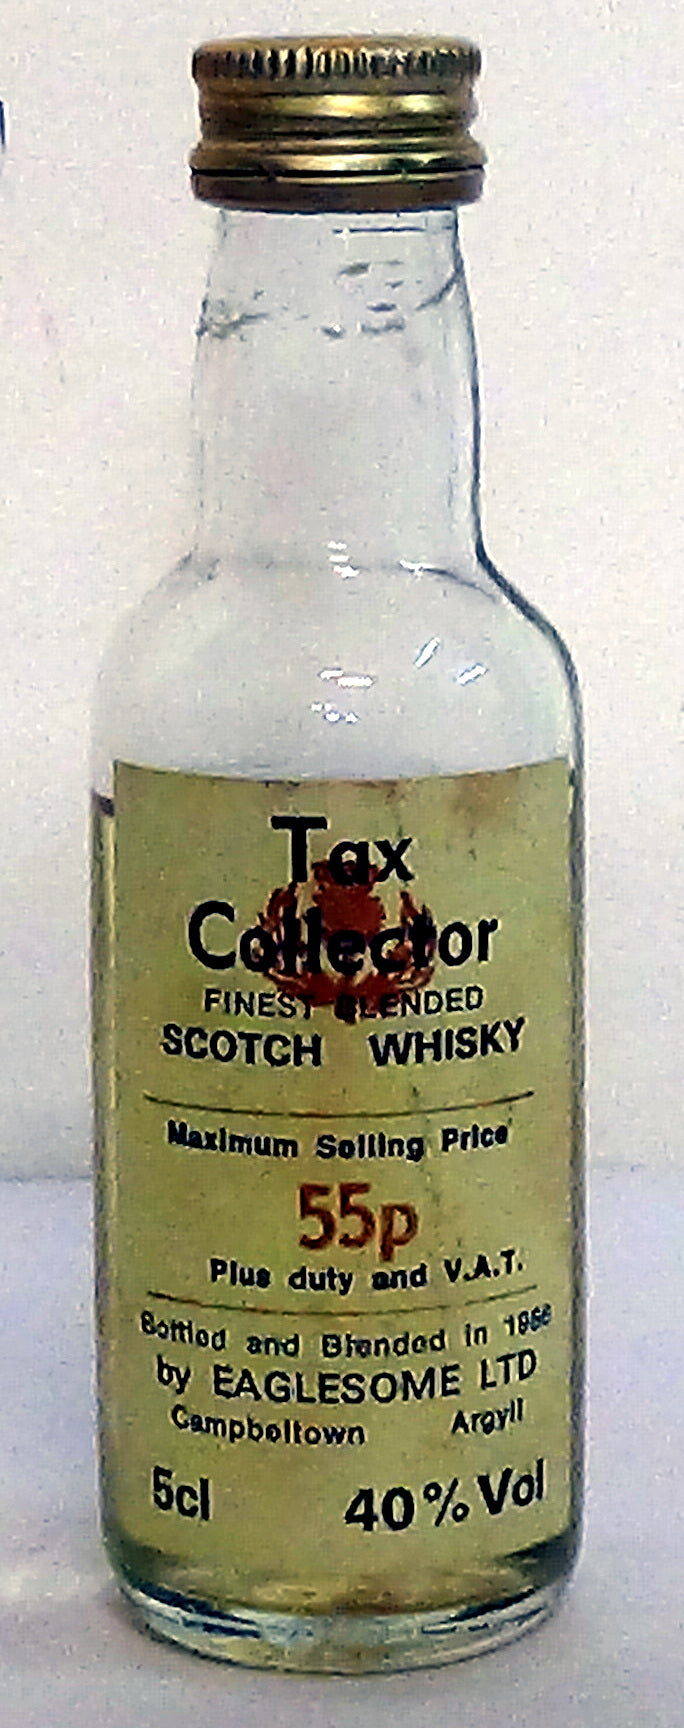 Tax
Collector
FINEST BLENDED
SCOTCH WHISKY
Maximum Selling Price
55p
Plus duty and V.A.T.
Bottled and Blended in
by EAGLESOME LTD
Campbeltown Argyll
5cl 40% Vol